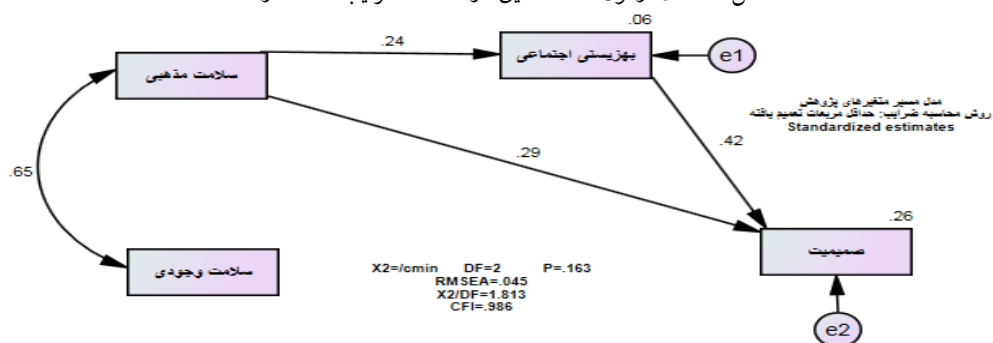 .06
.24
بهزیستی اجتماعی
e1
سلامت مذهبی
مدل مسیر متغیرهای پژوهش
روش محاسبه ضرایب: حداقل مربعات تعمیم یافته
Standardized estimates
.42
.29
.65
.26
صمیمیت
سلامت وجودی
X2=/cmin DF=2 P=.163
RMSEA=.045
X2/DF=1.813
CFI=.986
e2